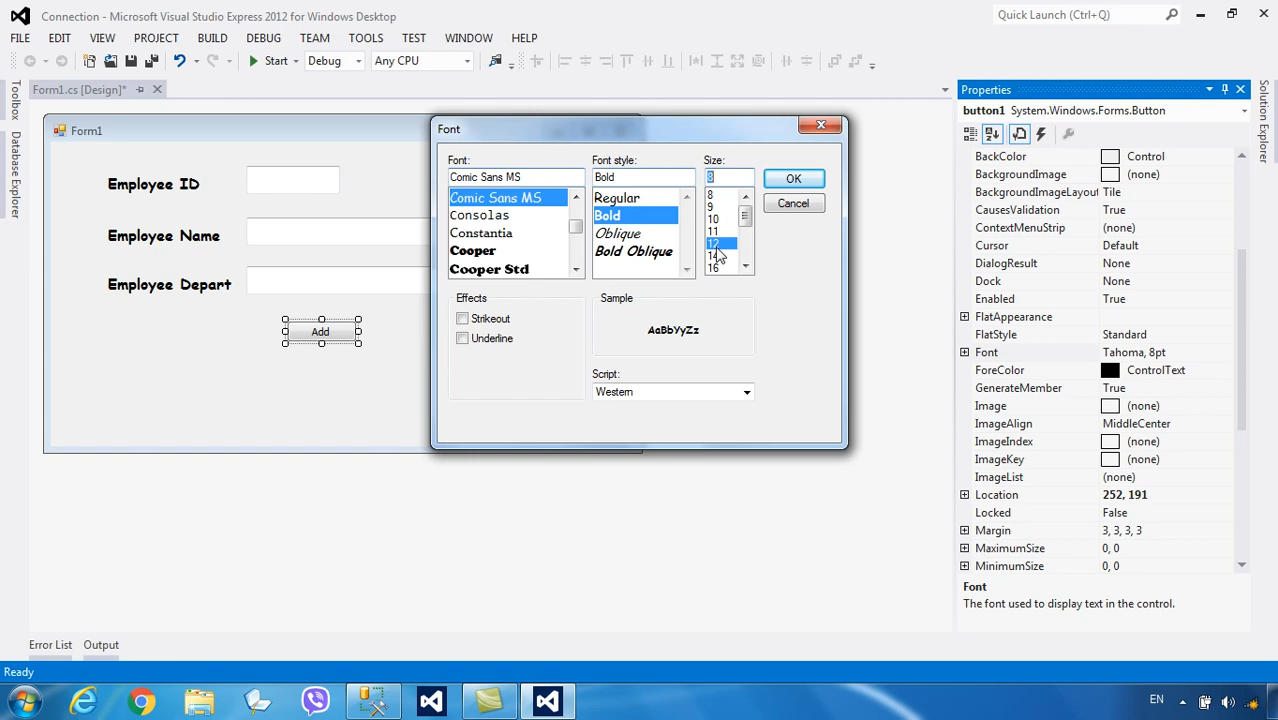 Connection - Microsoft Visual Studio Express 2012 for Windows Desktop
Quick Launch (Ctrl+Q)
FILE EDIT VIEW PROJECT BUILD DEBUG TEAM TOOLS TEST WINDOW HELP
Start Debug Any CPU
Toolbox
Data Sources
Form1.cs [Design]*
Form1
Employee ID
Employee Name
Employee Depart
Add
Font
Font:
Comic Sans MS
Comic Sans MS
Consolas
Constantia
Cooper
Cooper Std
Font style:
Bold
Regular
Bold
Oblique
Bold Oblique
Size:
8
8
9
10
11
12
14
16
OK
Cancel
Effects
Strikeout
Underline
Sample
AaBbYyZz
Script:
Western
Properties
button1 System.Windows.Forms.Button
BackColor Control
BackgroundImage (none)
BackgroundImageLayou Tile
CausesValidation True
ContextMenuStrip (none)
Cursor Default
DialogResult None
Dock None
Enabled True
FlatAppearance
FlatStyle Standard
Font Tahoma, 8pt
ForeColor ControlText
GenerateMember True
Image (none)
ImageAlign MiddleCenter
ImageIndex (none)
ImageKey (none)
ImageList (none)
Location 252, 191
Locked False
Margin 3, 3, 3, 3
MaximumSize 0, 0
MinimumSize 0, 0
Font
The font used to display text in the control.
Solution Explorer
Error List Output
Ready
EN